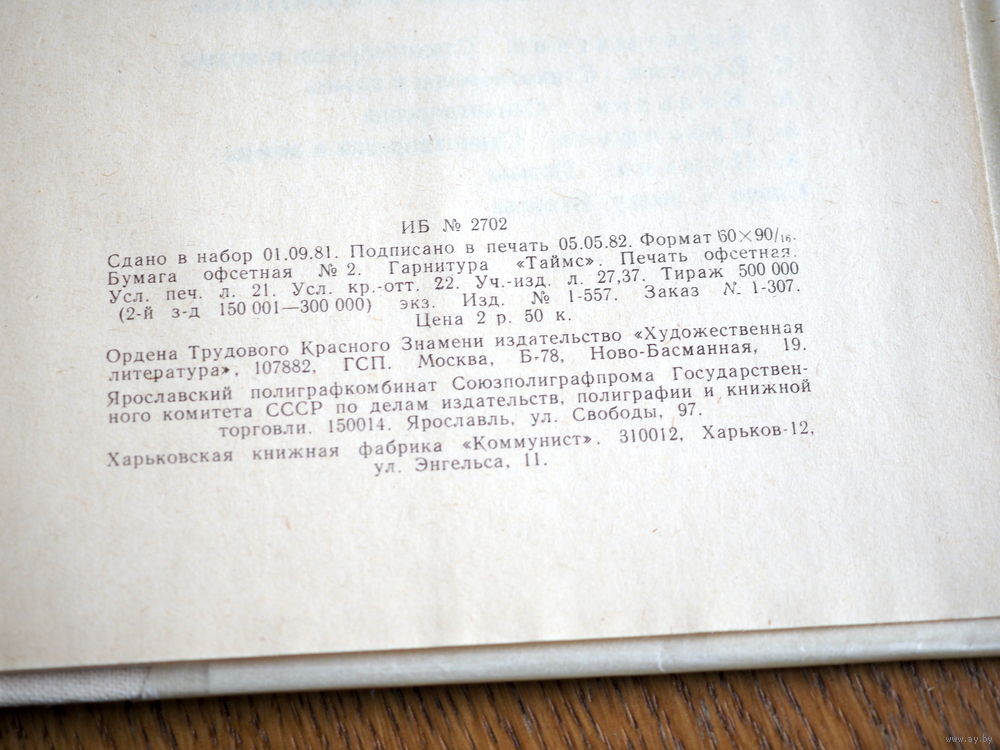 ИБ № 2702
Сдано в набор 01.09.81. Подписано в печать 05.05.82. Формат 60×90/16.
Бумага офсетная № 2. Гарнитура «Таймс». Печать офсетная.
Усл. печ. л. 21. Усл. кр.-отт. 22. Уч.-изд. л. 27,37. Тираж 500 000
(2-й з-д 150 001—300 000) экз. Изд. № 1-557. Заказ № 1-307.
Цена 2 р. 50 к.
Ордена Трудового Красного Знамени издательство «Художественная
литература», 107882, ГСП. Москва, Б-78, Ново-Басманная, 19.
Ярославский полиграфкомбинат Союзполиграфпрома Государствен-
ного комитета СССР по делам издательств, полиграфии и книжной
торговли. 150014. Ярославль, ул. Свободы, 97.
Харьковская книжная фабрика «Коммунист». 310012, Харьков-12,
ул. Энгельса, 11.
www.ay.by